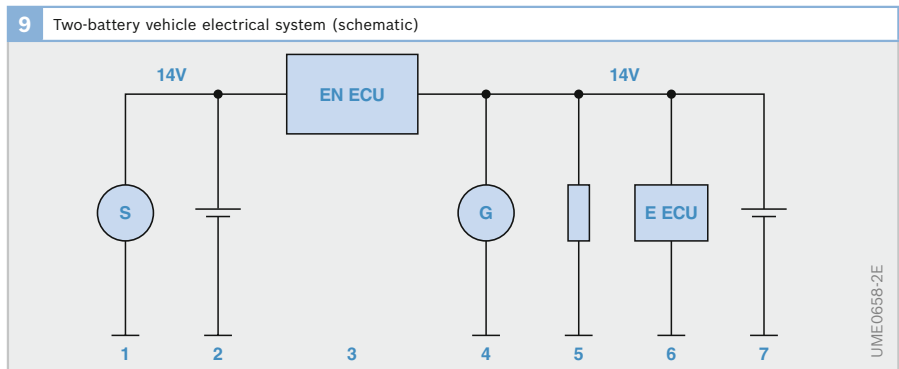 9 Two-battery vehicle electrical system (schematic)
14V 14V
EN ECU
S G E ECU
1 2 3 4 5 6 7
UME0658-2E